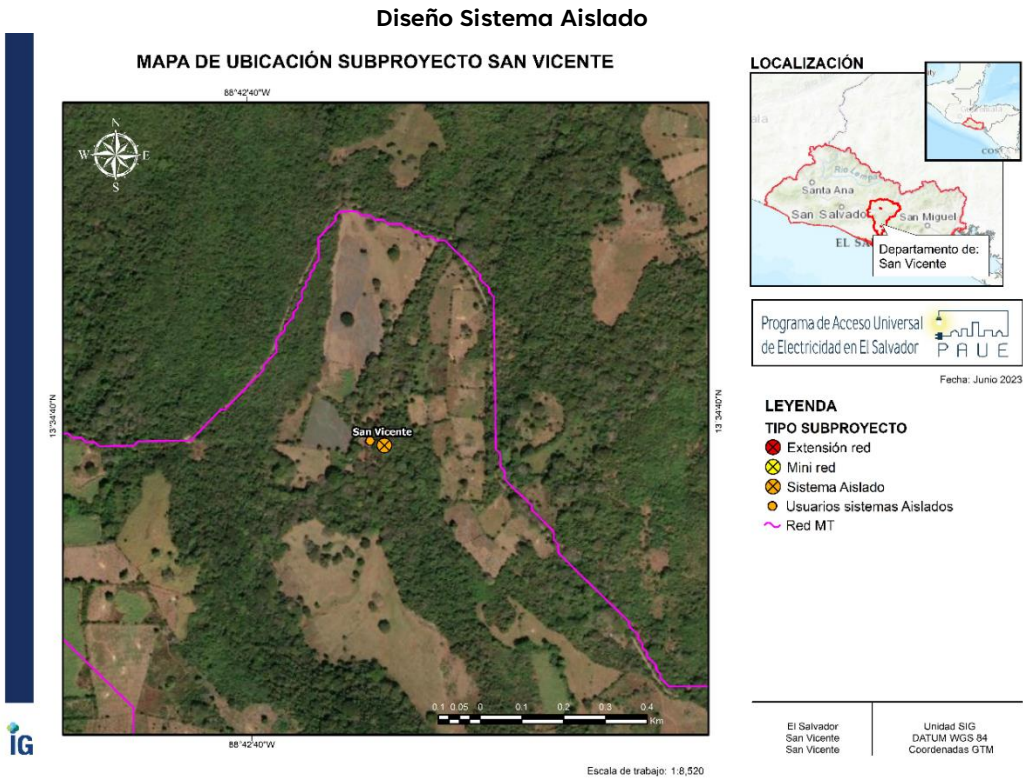 Diseño Sistema Aislado
MAPA DE UBICACIÓN SUBPROYECTO SAN VICENTE
88°42'40"W
N
W E
S
13°34'40"N
13°34'40"N
San Vicente
0.1 0.05 0 0.1 0.2 0.3 0.4
Km
88°42'40"W
Escala de trabajo: 1:8,520
LOCALIZACIÓN
Rio Lempa
Santa Ana
San Salvado
San Miguel
EL SA
Departamento de:
San Vicente
Programa de Acceso Universal
de Electricidad en El Salvador
PAUE
Fecha: Junio 2023
LEYENDA
TIPO SUBPROYECTO
Extensión red
Mini red
Sistema Aislado
Usuarios sistemas Aislados
Red MT
El Salvador
San Vicente
San Vicente
Unidad SIG
DATUM WGS 84
Coordenadas GTM
IG